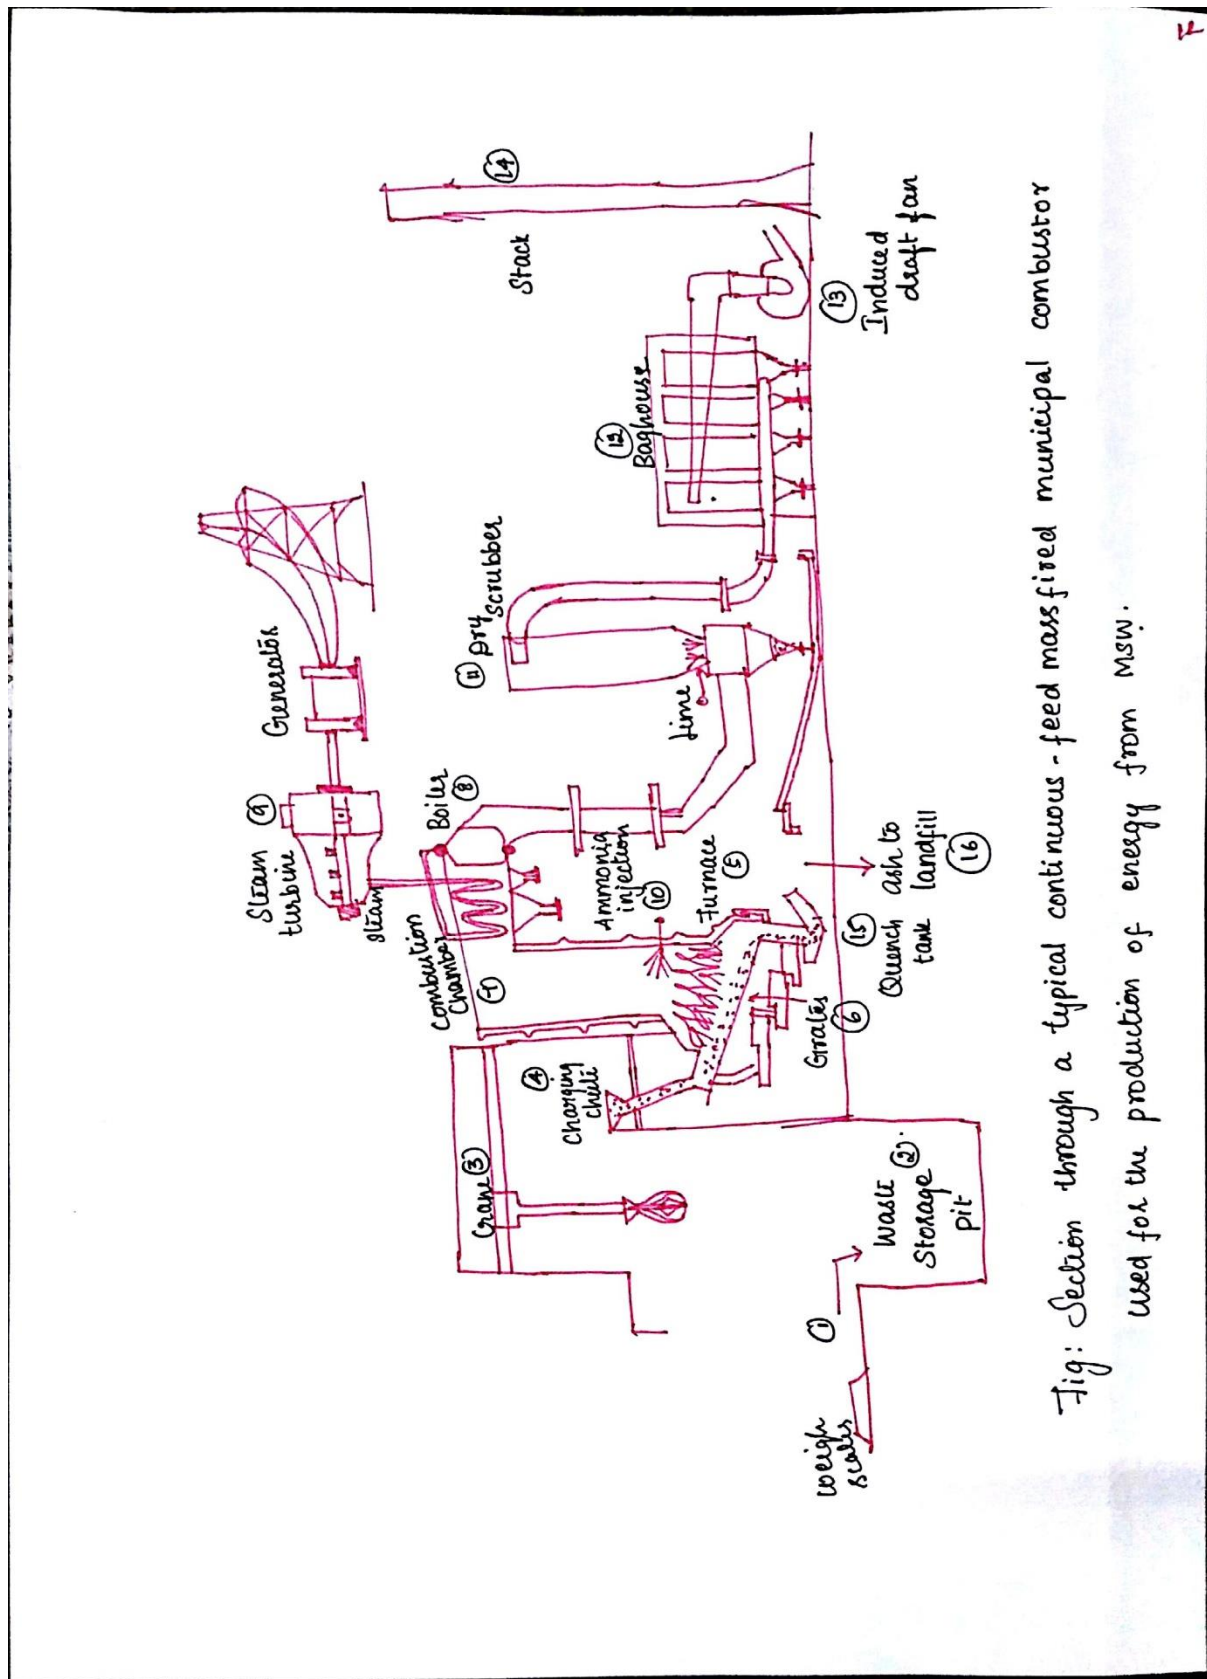 Steam
turbine
9
Generator
Steam
Combustion
chamber
7
Boiler
8
Crane 3
11 Dry
scrubber
Stack
14
4
Charging
chute
Ammonia
injection
10
Lime
12
Baghouse
Furnace
5
Grates
6
15
Quench
tank
ash to
landfill
16
13
Induced
draft fan
weigh
scales
1
Waste
Storage 2
pit
Fig: Section through a typical continuous - feed mass fired municipal combustor
used for the production of energy from MSW.